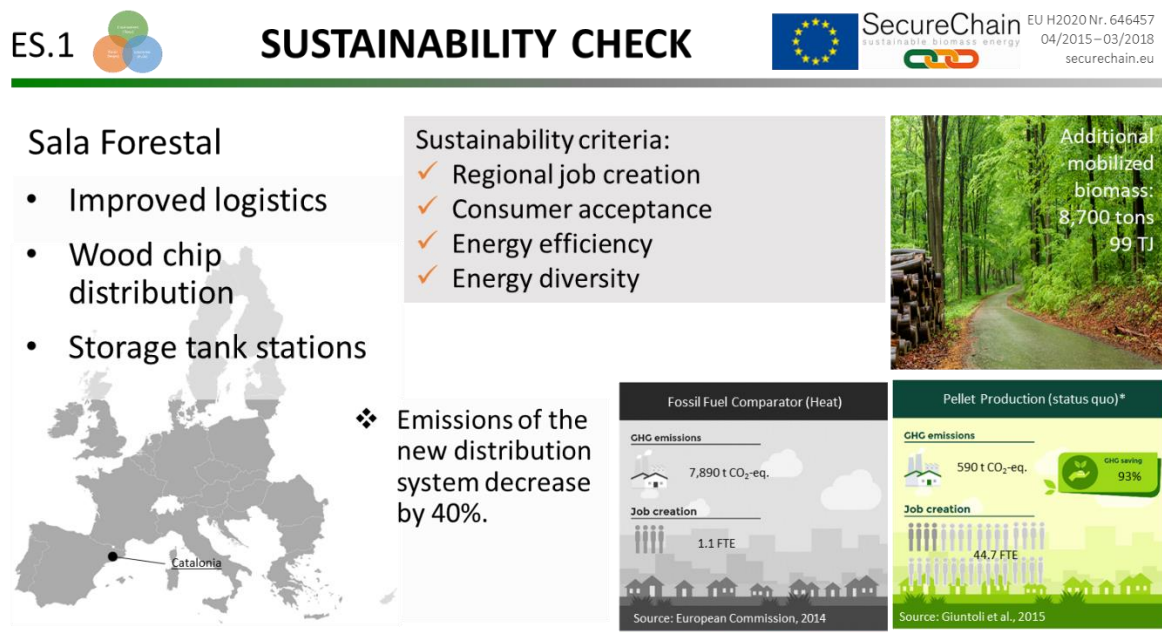 ES.1
SUSTAINABILITY CHECK
SecureChain
sustainable biomass energy
EU H2020 Nr. 646457
04/2015–03/2018
securechain.eu
Sala Forestal
• Improved logistics
• Wood chip
distribution
• Storage tank stations
Sustainability criteria:
✓ Regional job creation
✓ Consumer acceptance
✓ Energy efficiency
✓ Energy diversity
Additional
mobilized
biomass:
8,700 tons
99 TJ
❖ Emissions of the
new distribution
system decrease
by 40%.
Catalonia
Fossil Fuel Comparator (Heat)
GHG emissions
7,890 t CO₂-eq.
Job creation
1.1 FTE
Source: European Commission, 2014
Pellet Production (status quo)*
GHG emissions
590 t CO₂-eq.
GHG saving
93%
Job creation
44.7 FTE
Source: Giuntoli et al., 2015